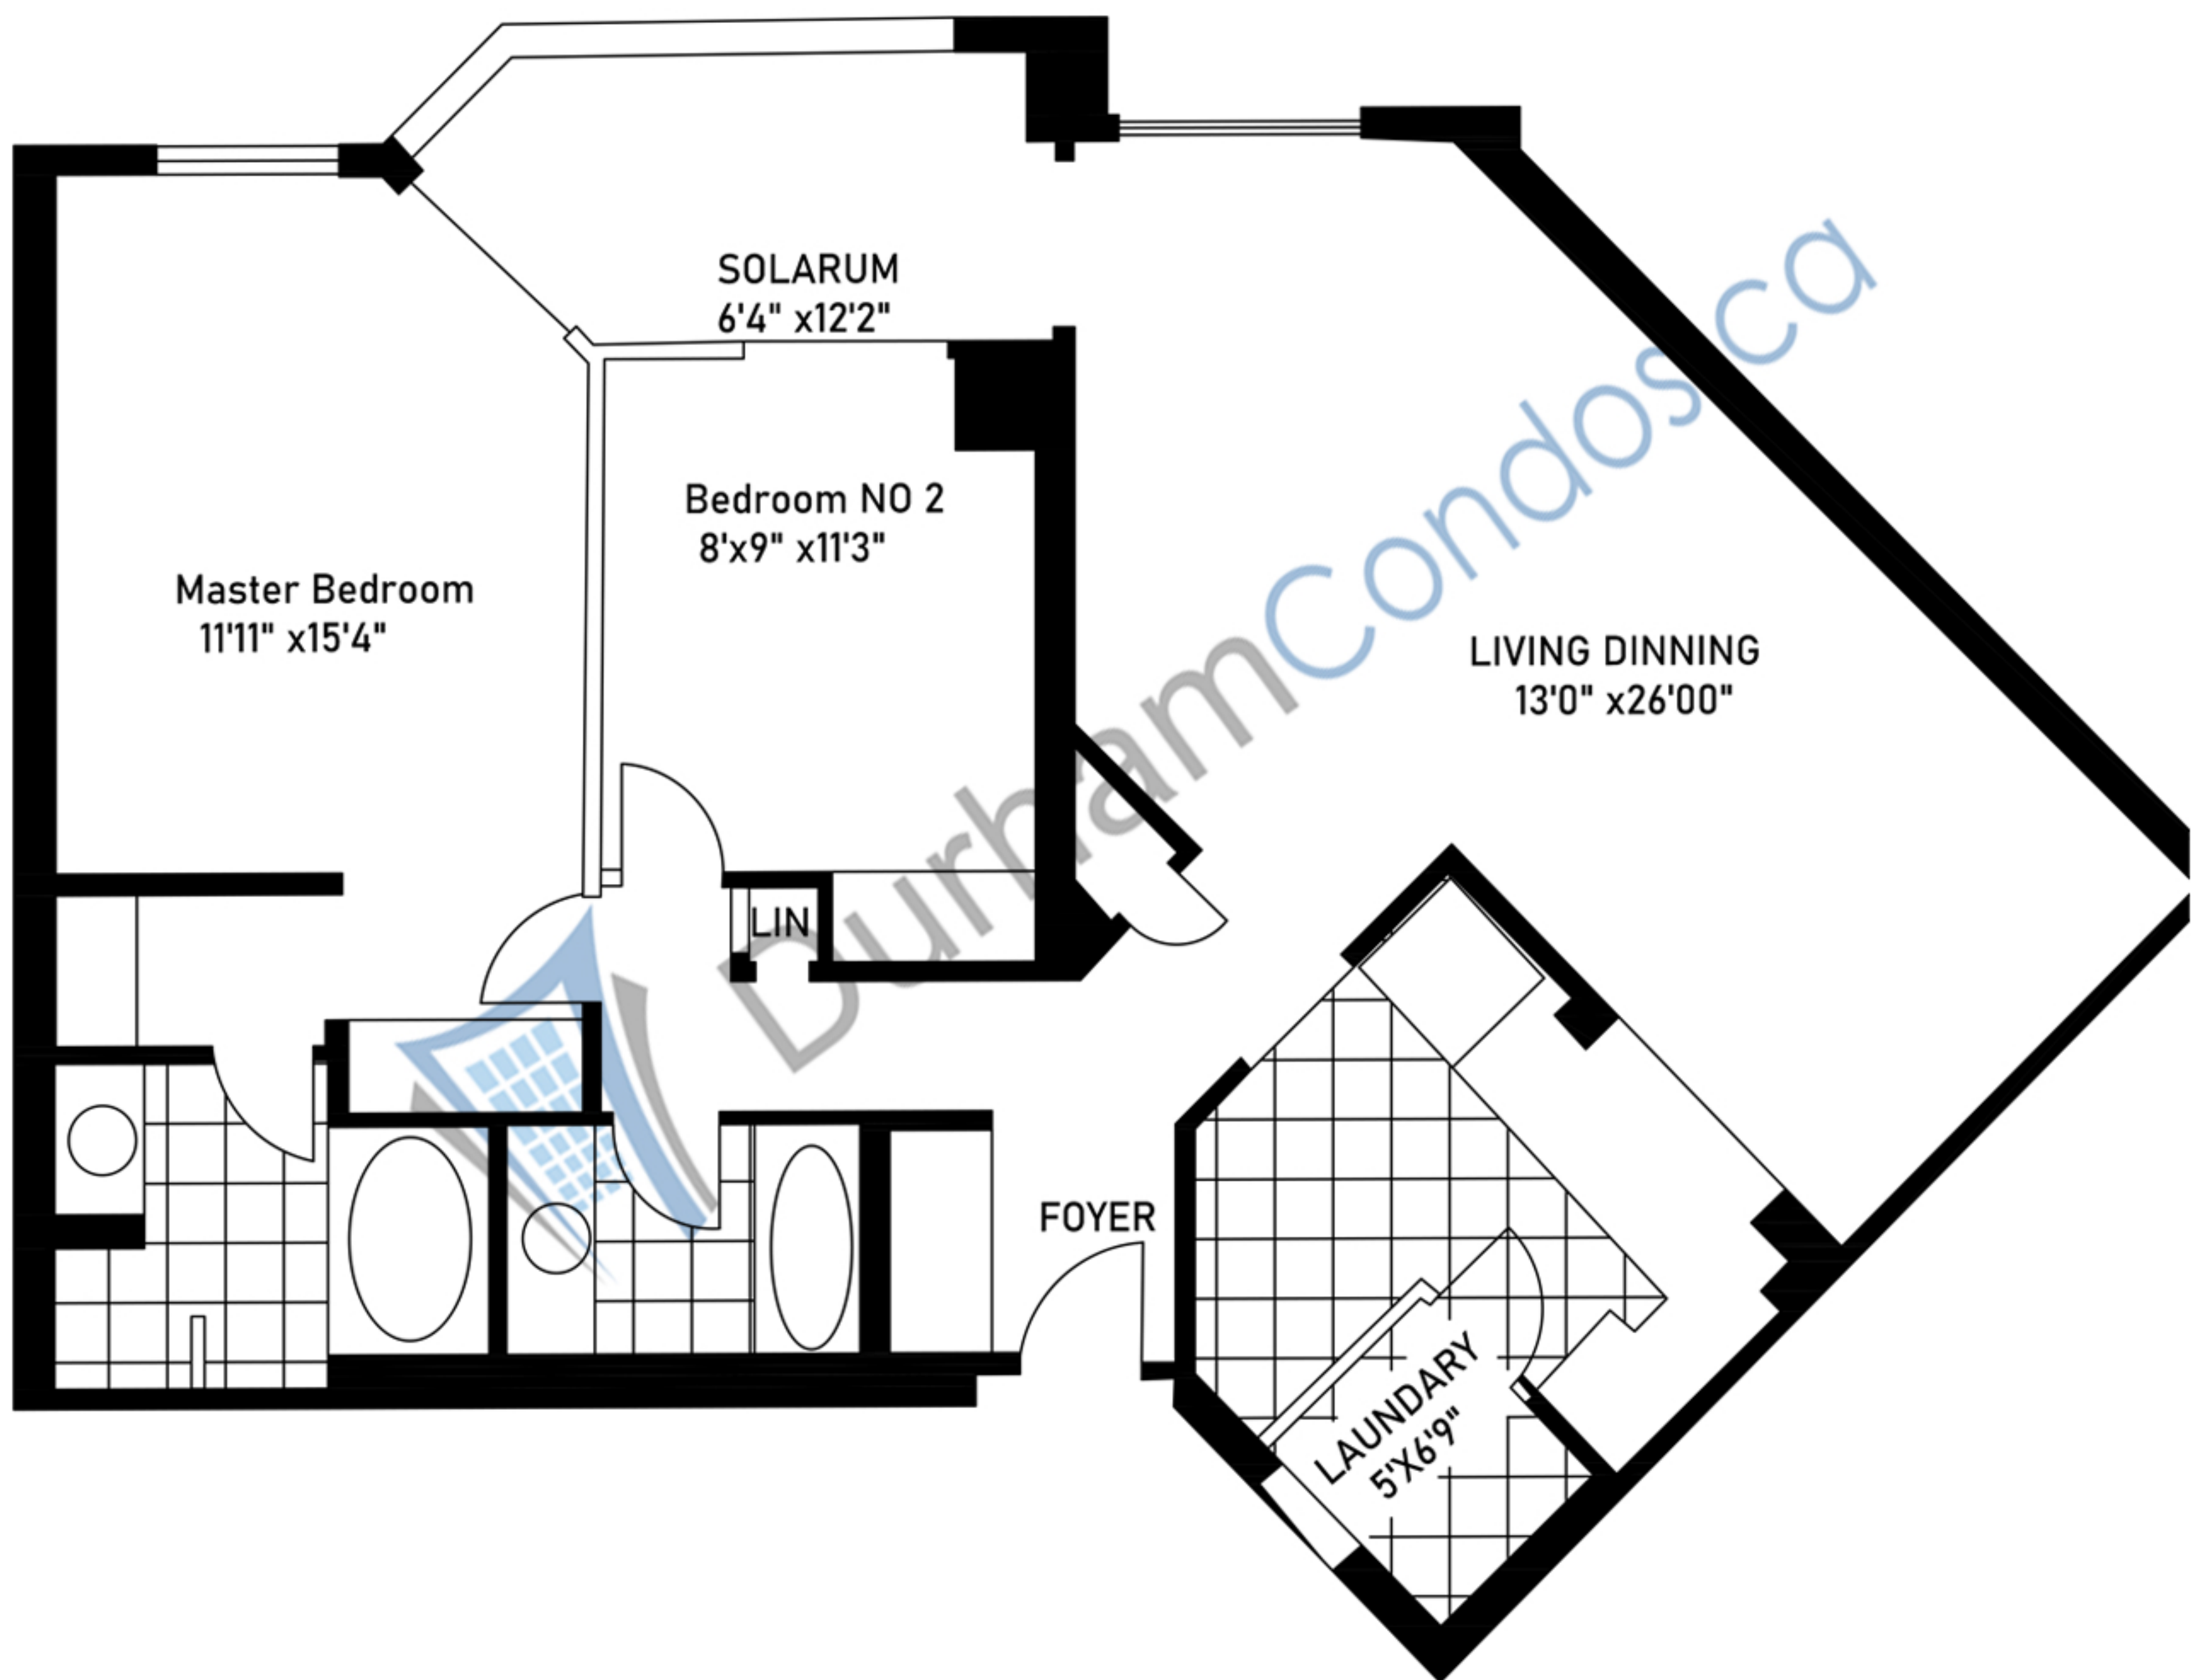 SOLARUM
6'4" x12'2"
Bedroom NO 2
8'x9" x11'3"
Master Bedroom
11'11" x15'4"
LIVING DINNING
13'0" x26'00"
LIN
FOYER
LAUNDARY
5'X6'9"
DurhamCondos.ca